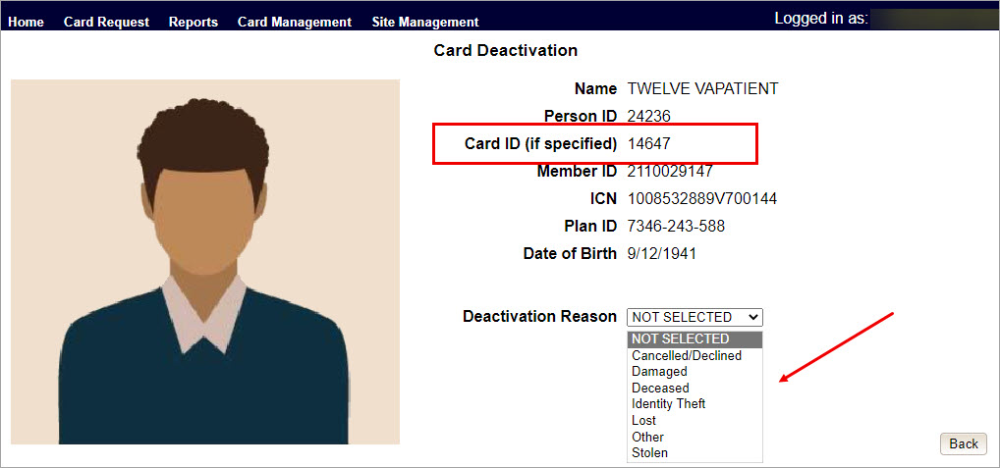 Home Card Request Reports Card Management Site Management Logged in as:
Card Deactivation
Name TWELVE VAPATIENT
Person ID 24236
Card ID (if specified) 14647
Member ID 2110029147
ICN 1008532889V700144
Plan ID 7346-243-588
Date of Birth 9/12/1941
Deactivation Reason NOT SELECTED
NOT SELECTED
Cancelled/Declined
Damaged
Deceased
Identity Theft
Lost
Other
Stolen
Back